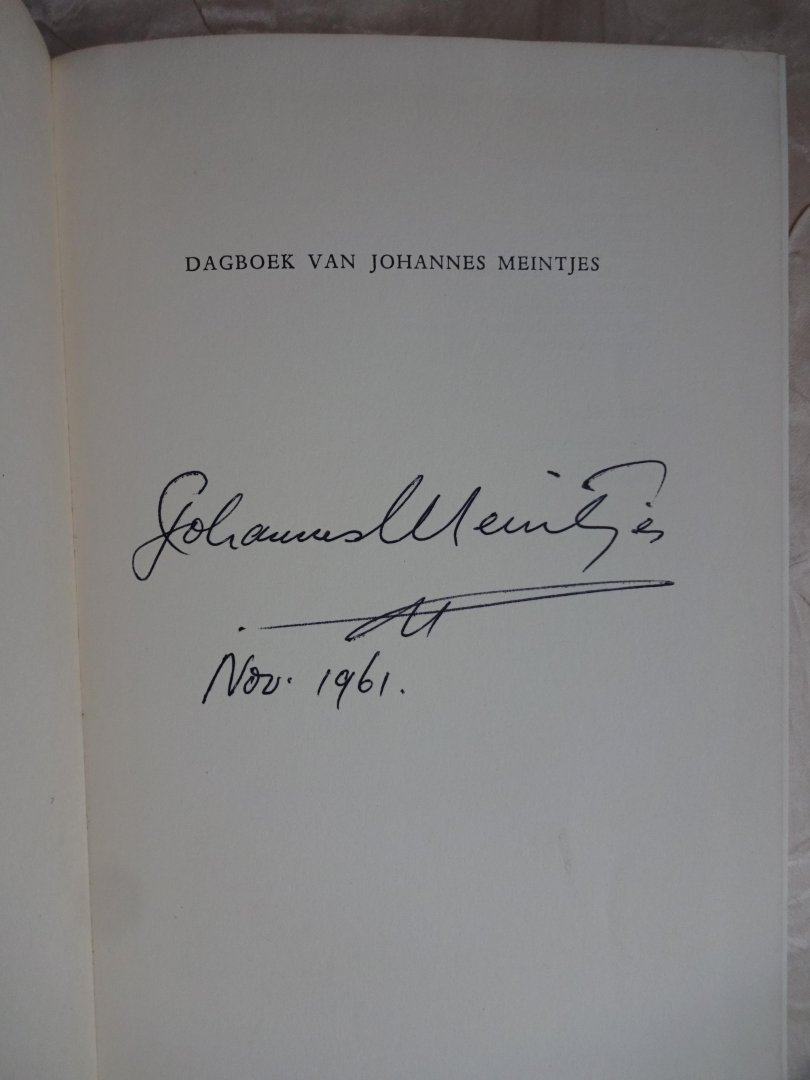 DAGBOEK VAN JOHANNES MEINTJES
Johannes Meintjes
Nov. 1961.